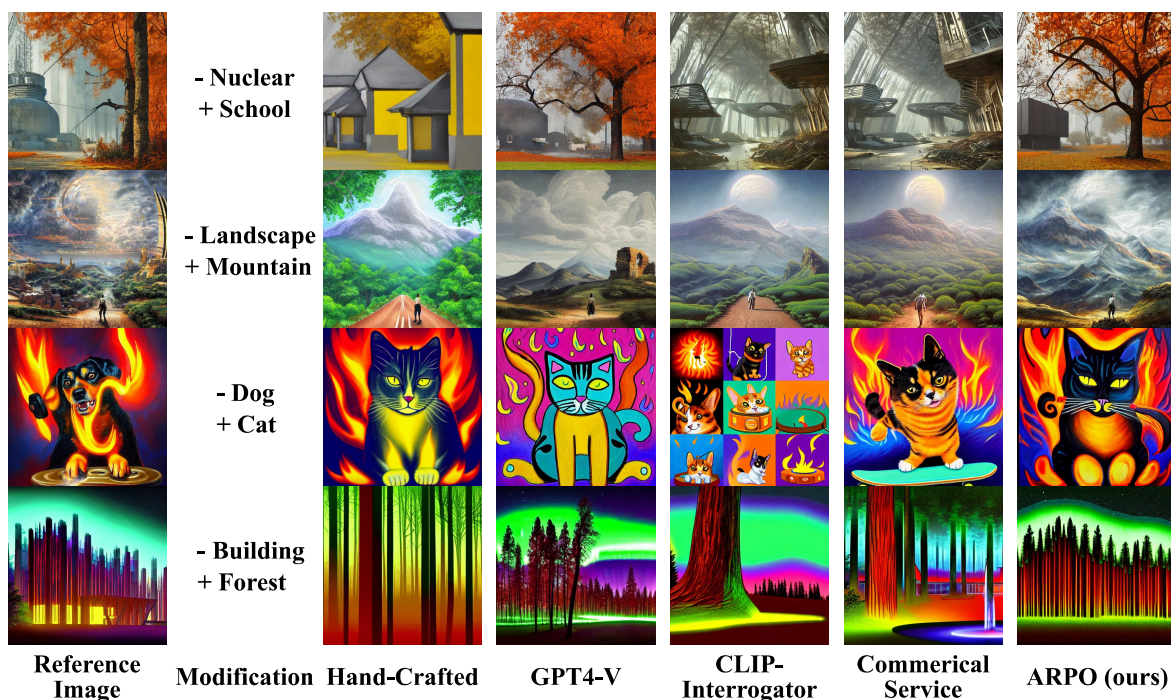 - Nuclear
+ School
- Landscape
+ Mountain
- Dog
+ Cat
- Building
+ Forest
Reference
Image
Modification
Hand-Crafted
GPT4-V
CLIP-
Interrogator
Commerical
Service
ARPO (ours)